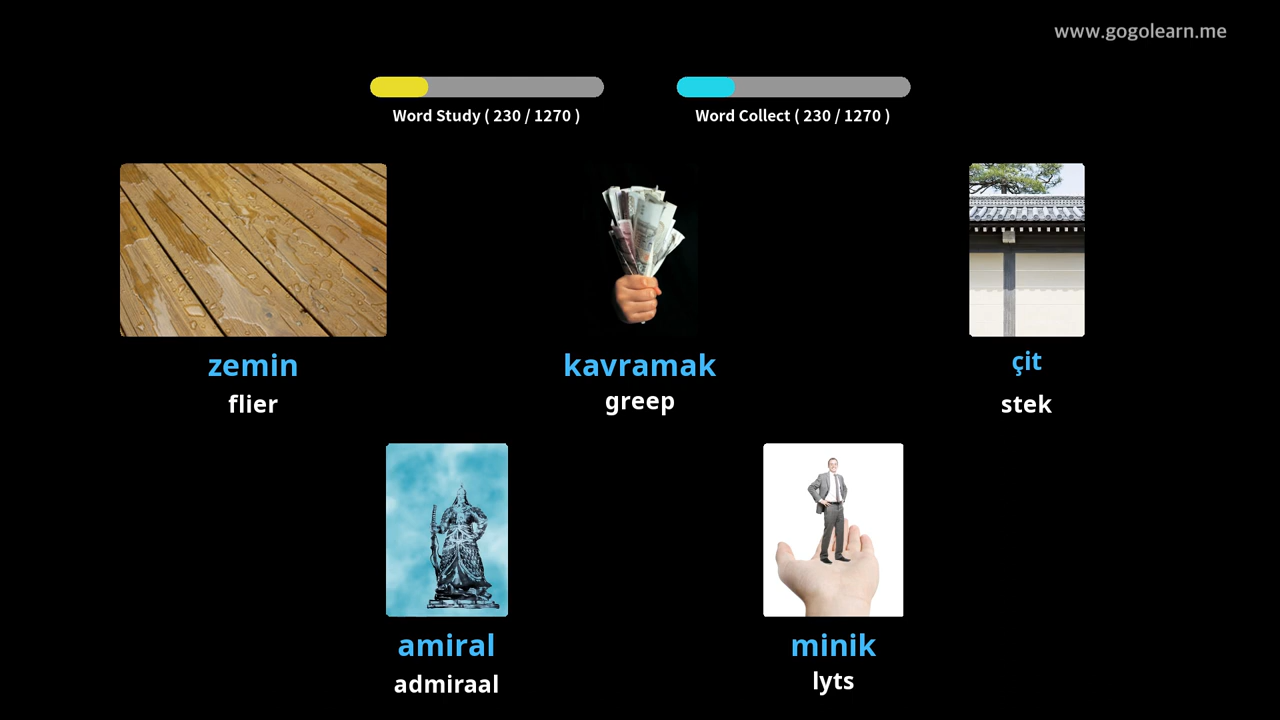 www.gogolearn.me
Word Study ( 230 / 1270 )
Word Collect ( 230 / 1270 )
zemin
flier
kavramak
greep
çit
stek
amiral
admiraal
minik
lyts